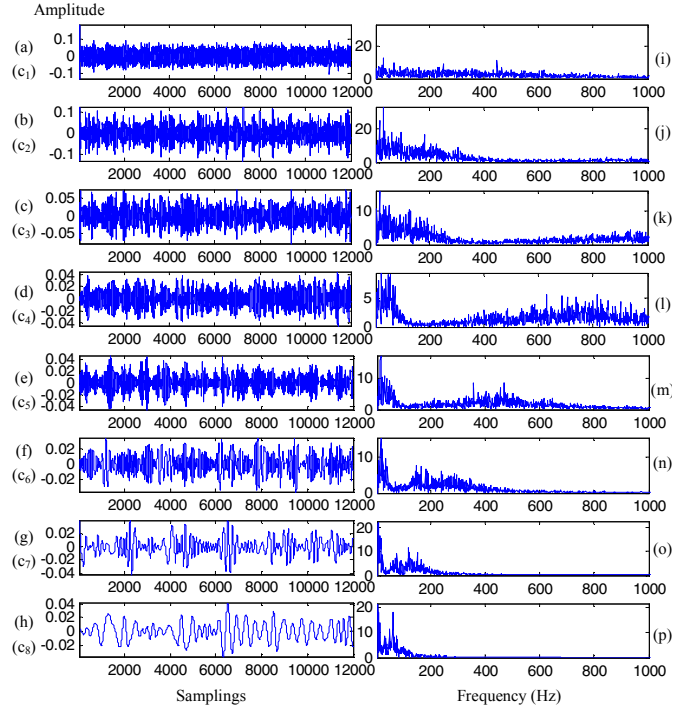 Amplitude
(a) (c1) 0.1 0 -0.1 2000 4000 6000 8000 10000 12000
20 0 200 400 600 800 1000 (i)
(b) (c2) 0.1 0 -0.1 2000 4000 6000 8000 10000 12000
20 0 200 400 600 800 1000 (j)
(c) (c3) 0.05 0 -0.05 2000 4000 6000 8000 10000 12000
10 0 200 400 600 800 1000 (k)
(d) (c4) 0.04 0.02 0 -0.02 -0.04 2000 4000 6000 8000 10000 12000
5 0 200 400 600 800 1000 (l)
(e) (c5) 0.04 0.02 0 -0.02 -0.04 2000 4000 6000 8000 10000 12000
10 0 200 400 600 800 1000 (m)
(f) (c6) 0.02 0 -0.02 2000 4000 6000 8000 10000 12000
10 0 200 400 600 800 1000 (n)
(g) (c7) 0.04 0.02 0 -0.02 -0.04 2000 4000 6000 8000 10000 12000
20 10 0 200 400 600 800 1000 (o)
(h) (c8) 0.04 0.02 0 -0.02 2000 4000 6000 8000 10000 12000
20 10 0 200 400 600 800 1000 (p)
Samplings
Frequency (Hz)